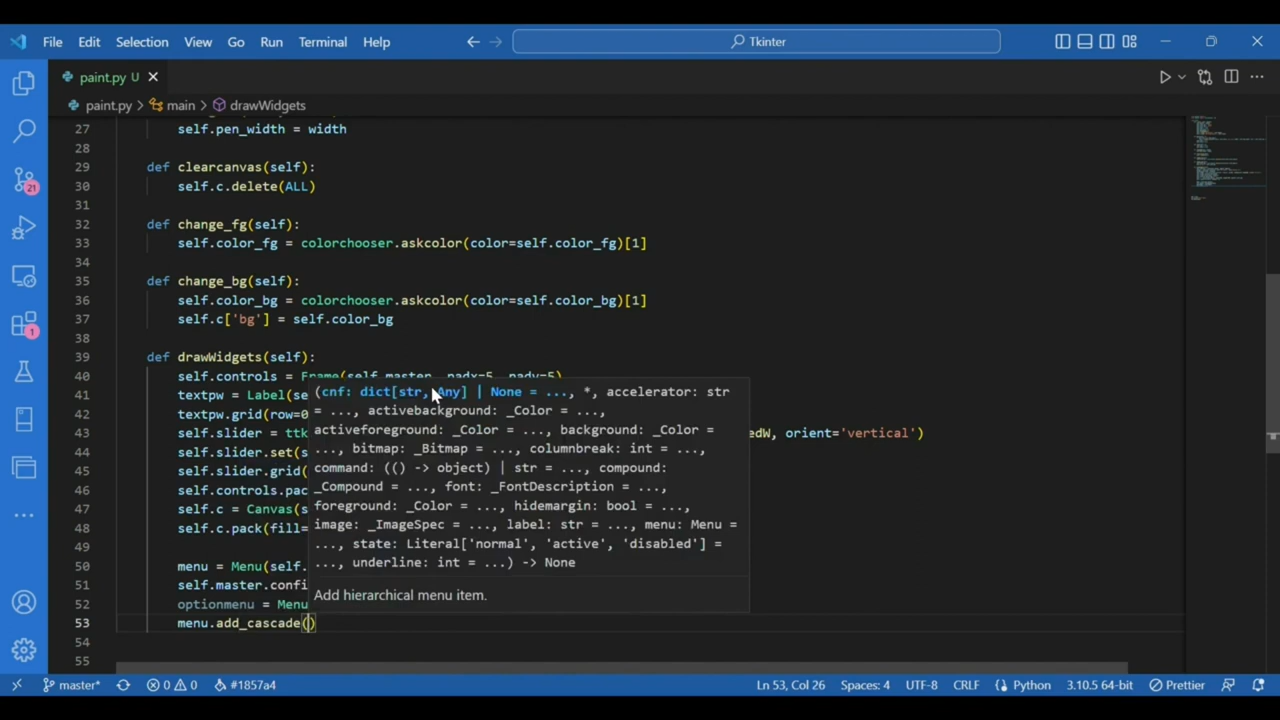 File Edit Selection View Go Run Terminal Help Tkinter
paint.py U
paint.py > main > drawWidgets
27 self.pen_width = width
28
29 def clearcanvas(self):
30 self.c.delete(ALL)
31
32 def change_fg(self):
33 self.color_fg = colorchooser.askcolor(color=self.color_fg)[1]
34
35 def change_bg(self):
36 self.color_bg = colorchooser.askcolor(color=self.color_bg)[1]
37 self.c['bg'] = self.color_bg
38
39 def drawWidgets(self):
40 self.controls = Frame(self.master, padx=5, pady=5)
41 textpw = Label(se
42 textpw.grid(row=0
43 self.slider = ttk edW, orient='vertical')
44 self.slider.set(s
45 self.slider.grid(
46 self.controls.pac
47 self.c = Canvas(s
48 self.c.pack(fill=
49
50 menu = Menu(self.
51 self.master.confi
52 optionmenu = Menu
53 menu.add_cascade()
54
55
(cnf: dict[str, Any] | None = ..., *, accelerator: str
= ..., activebackground: _Color = ...,
activeforeground: _Color = ..., background: _Color =
..., bitmap: _Bitmap = ..., columnbreak: int = ...,
command: (() -> object) | str = ..., compound:
_Compound = ..., font: _FontDescription = ...,
foreground: _Color = ..., hidemargin: bool = ...,
image: _ImageSpec = ..., label: str = ..., menu: Menu =
..., state: Literal['normal', 'active', 'disabled'] =
..., underline: int = ...) -> None
Add hierarchical menu item.
21
1
master* 0 0 #1857a4 Ln 53, Col 26 Spaces: 4 UTF-8 CRLF Python 3.10.5 64-bit Prettier